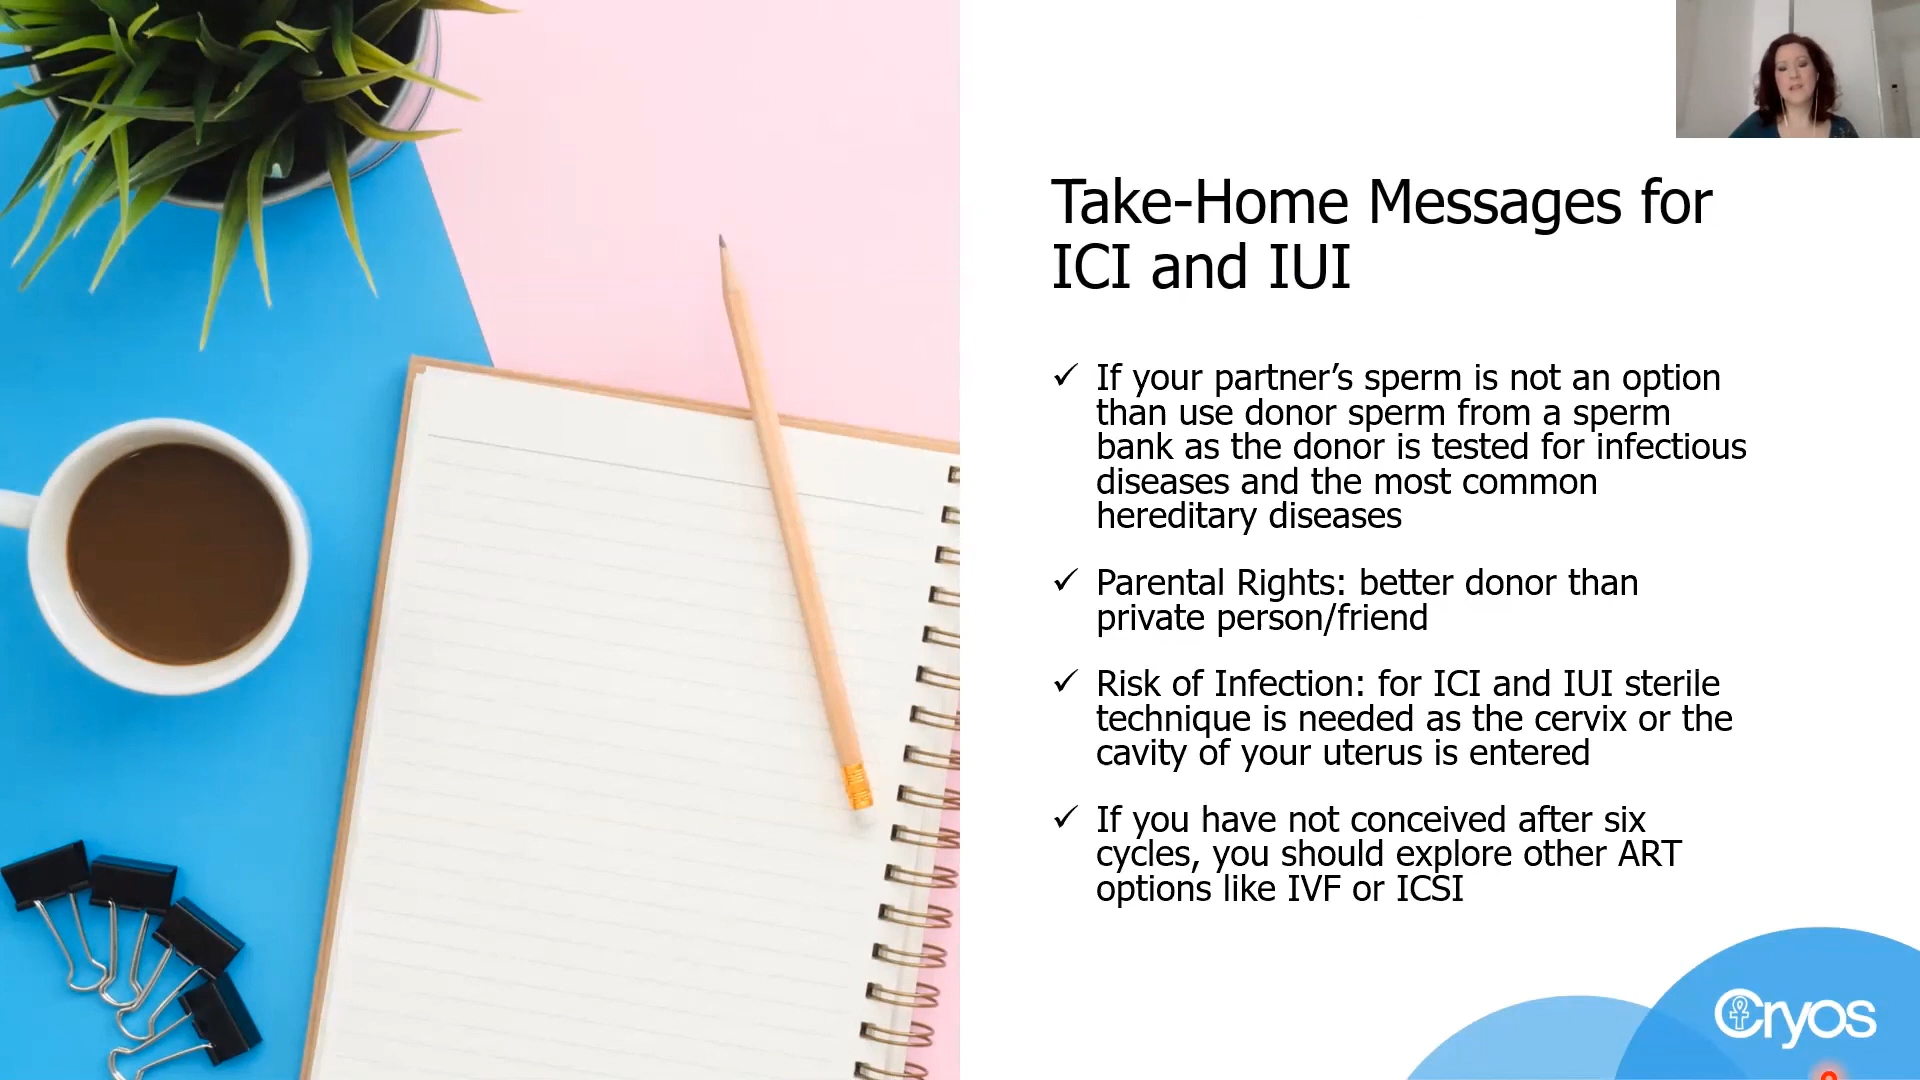 Take-Home Messages for
ICI and IUI
✓ If your partner’s sperm is not an option
than use donor sperm from a sperm
bank as the donor is tested for infectious
diseases and the most common
hereditary diseases
✓ Parental Rights: better donor than
private person/friend
✓ Risk of Infection: for ICI and IUI sterile
technique is needed as the cervix or the
cavity of your uterus is entered
✓ If you have not conceived after six
cycles, you should explore other ART
options like IVF or ICSI
Cryos